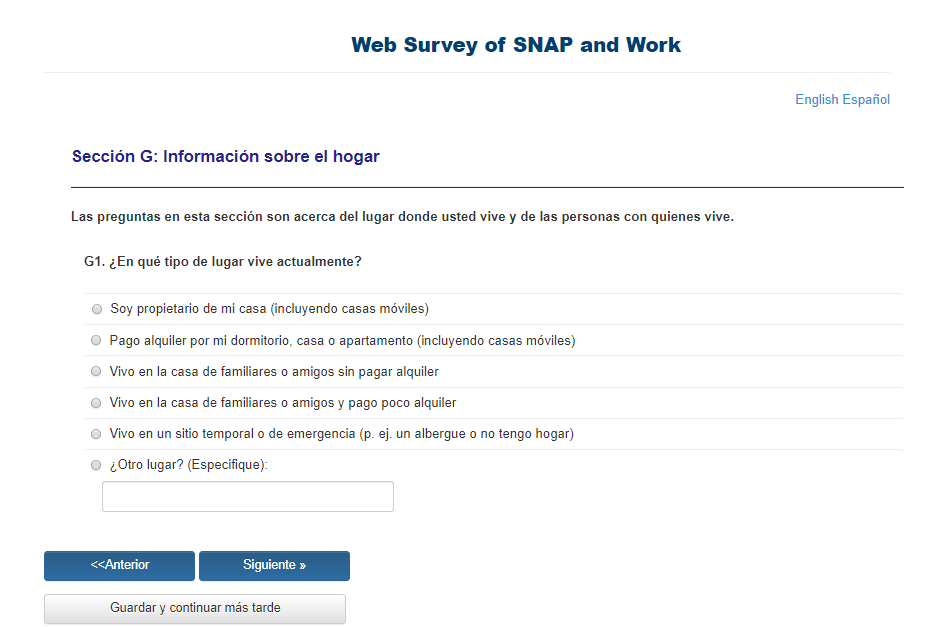 Web Survey of SNAP and Work
English Español
Sección G: Información sobre el hogar
Las preguntas en esta sección son acerca del lugar donde usted vive y de las personas con quienes vive.
G1. ¿En qué tipo de lugar vive actualmente?
Soy propietario de mi casa (incluyendo casas móviles)
Pago alquiler por mi dormitorio, casa o apartamento (incluyendo casas móviles)
Vivo en la casa de familiares o amigos sin pagar alquiler
Vivo en la casa de familiares o amigos y pago poco alquiler
Vivo en un sitio temporal o de emergencia (p. ej. un albergue o no tengo hogar)
¿Otro lugar? (Especifique):
<<Anterior
Siguiente »
Guardar y continuar más tarde